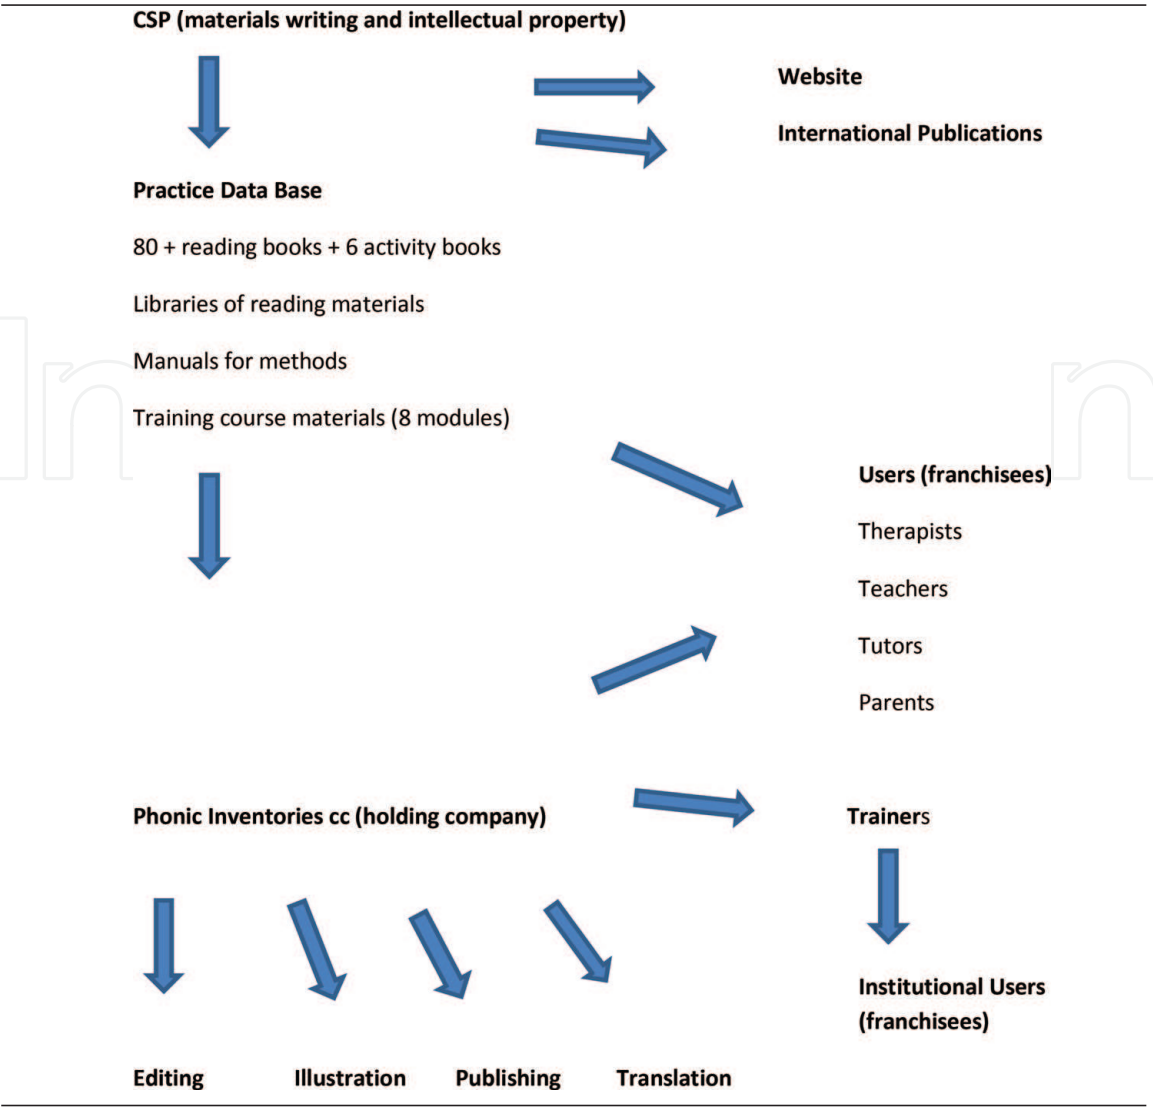 CSP (materials writing and intellectual property)
Website
International Publications
Practice Data Base
80 + reading books + 6 activity books
Libraries of reading materials
Manuals for methods
Training course materials (8 modules)
Users (franchisees)
Therapists
Teachers
Tutors
Parents
Phonic Inventories cc (holding company)
Trainers
Institutional Users
(franchisees)
Editing
Illustration
Publishing
Translation